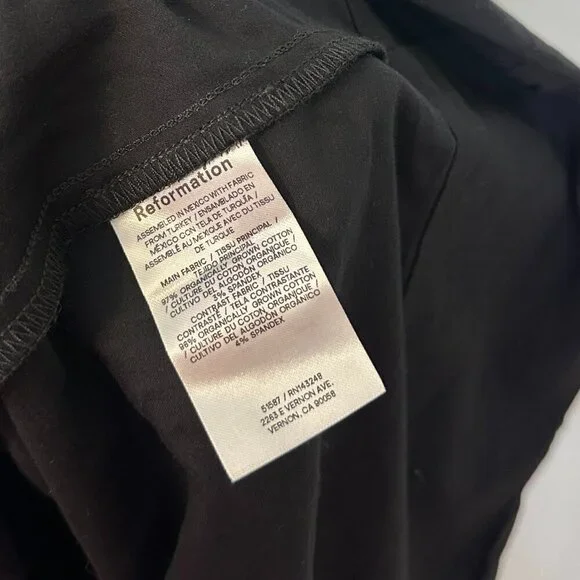 Reformation
ASSEMBLED IN MEXICO WITH FABRIC
FROM TURKEY / ENSAMBLADO EN
MÉXICO CON TELA DE TURQUÍA /
ASSEMBLÉ AU MEXIQUE AVEC DU TISSU
DE TURQUIE
MAIN FABRIC / TISSU PRINCIPAL /
TEJIDO PRINCIPAL
97% ORGANICALLY GROWN COTTON
/ CULTURE DU COTON ORGANIQUE /
CULTIVO DEL ALGODÓN ORGÁNICO
3% SPANDEX
CONTRAST FABRIC / TISSU
CONTRASTE / TELA CONTRASTANTE
96% ORGANICALLY GROWN COTTON
/ CULTURE DU COTON ORGANIQUE /
CULTIVO DEL ALGODÓN ORGÁNICO
4% SPANDEX
51587 / RN143248
2263 E VERNON AVE.
VERNON, CA 90058